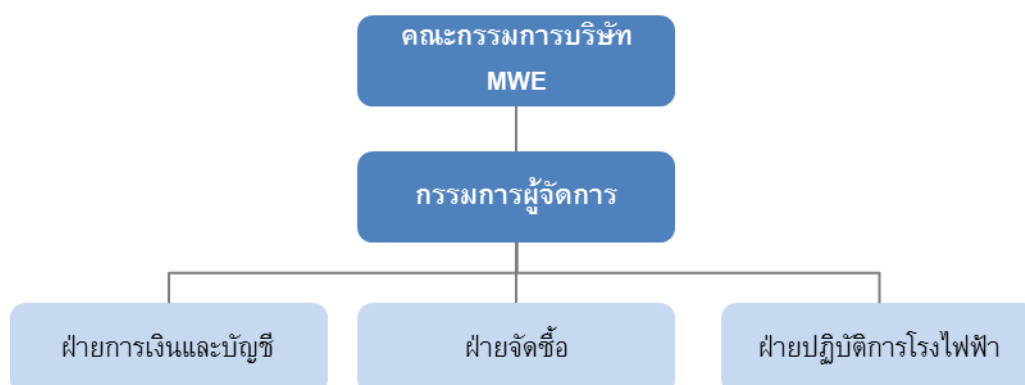 คณะกรรมการบริษัท
MWE
กรรมการผู้จัดการ
ฝ่ายการเงินและบัญชี
ฝ่ายจัดซื้อ
ฝ่ายปฏิบัติการโรงไฟฟ้า